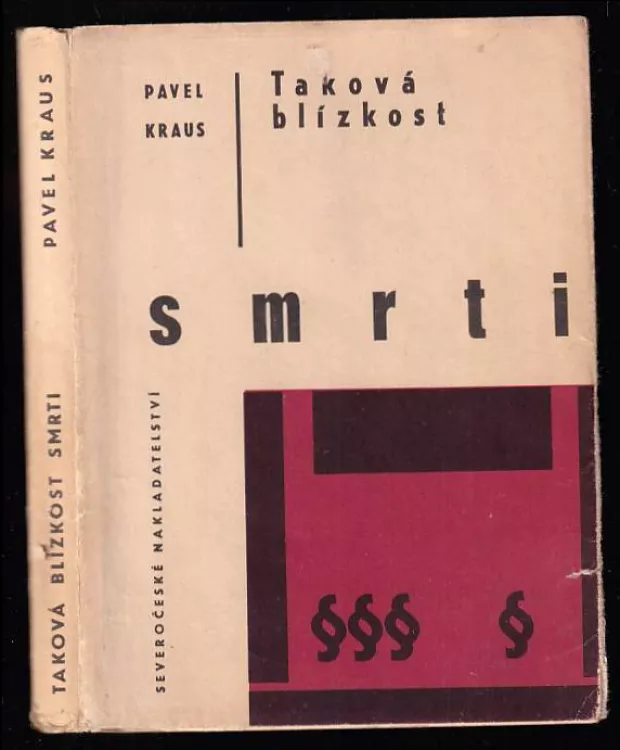 PAVEL KRAUS
TAKOVÁ BLÍZKOST SMRTI
PAVEL
KRAUS
Taková
blízkost
smrti
SEVEROČESKÉ NAKLADATELSTVÍ
§§§ §